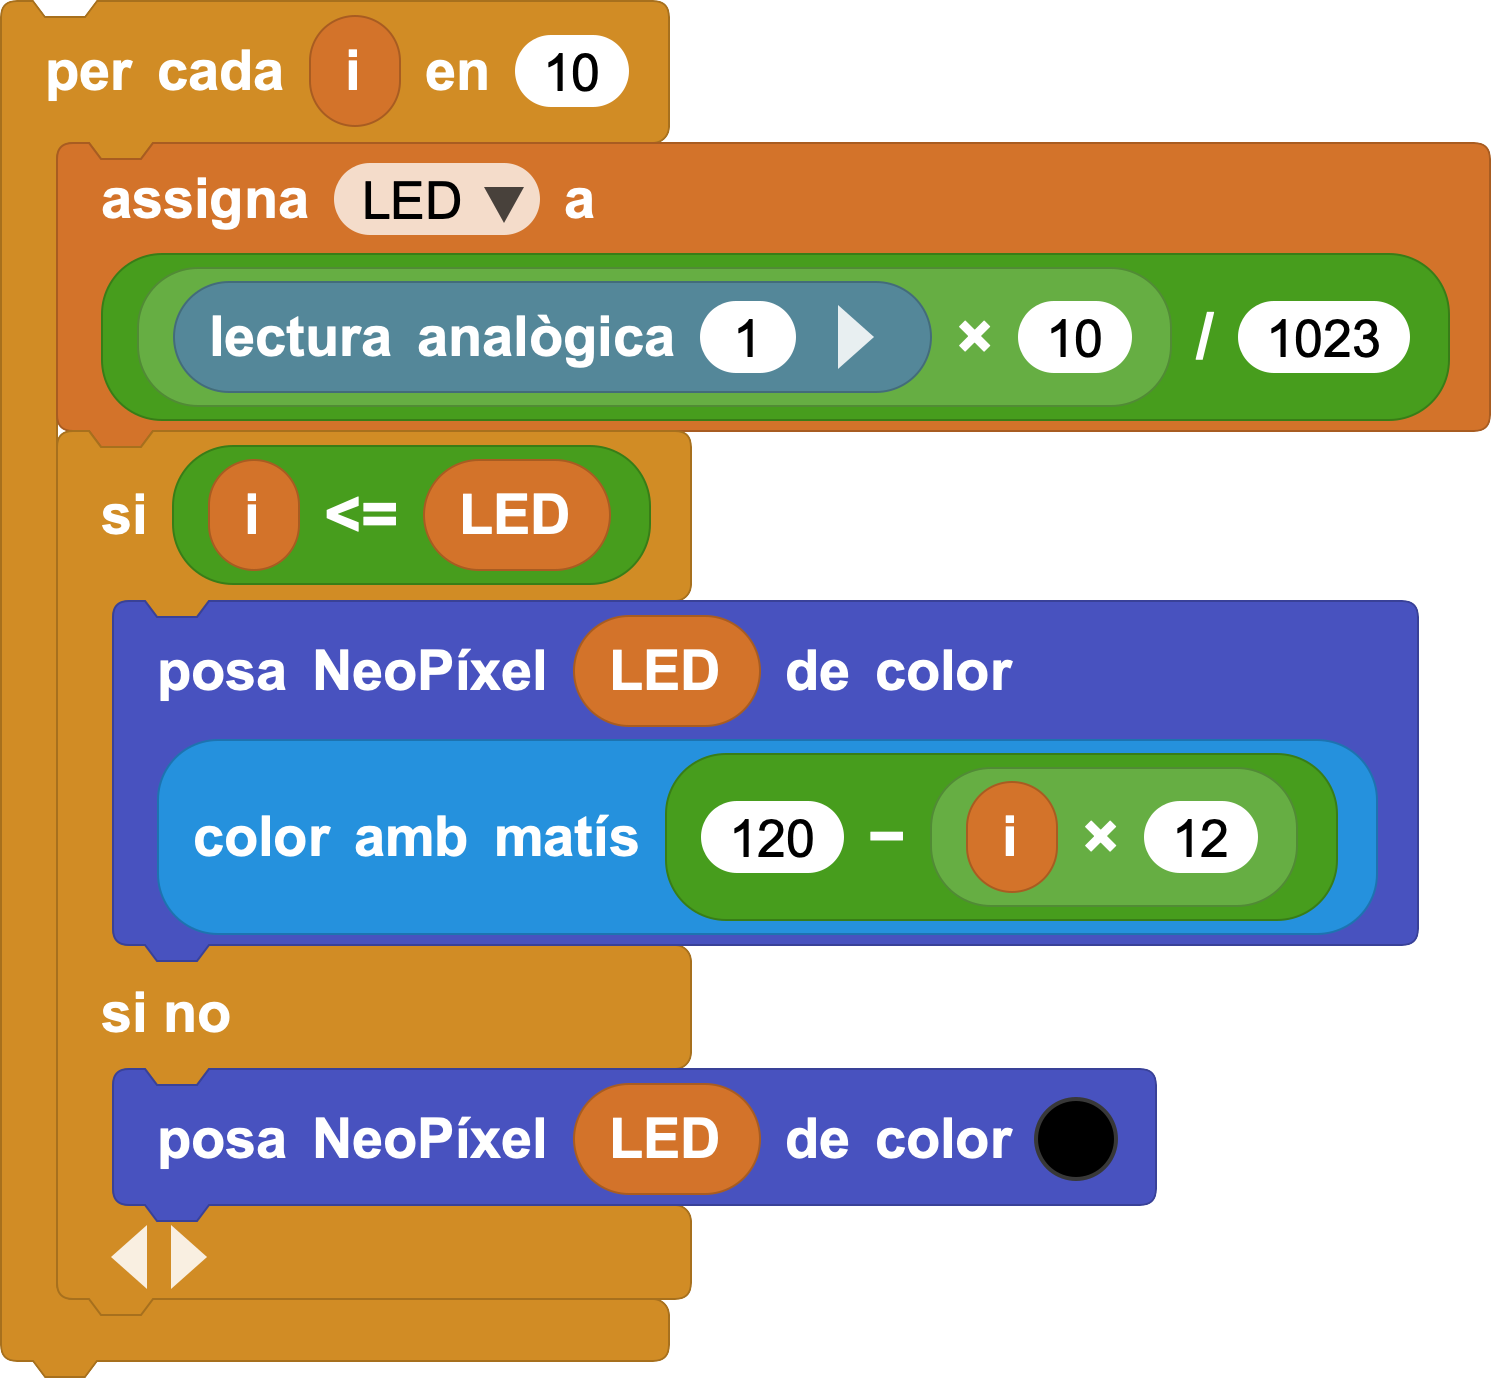 per cada i en 10
assigna LED ▼ a
lectura analògica 1 × 10 / 1023
si i <= LED
posa NeoPíxel LED de color
color amb matís 120 − i × 12
si no
posa NeoPíxel LED de color